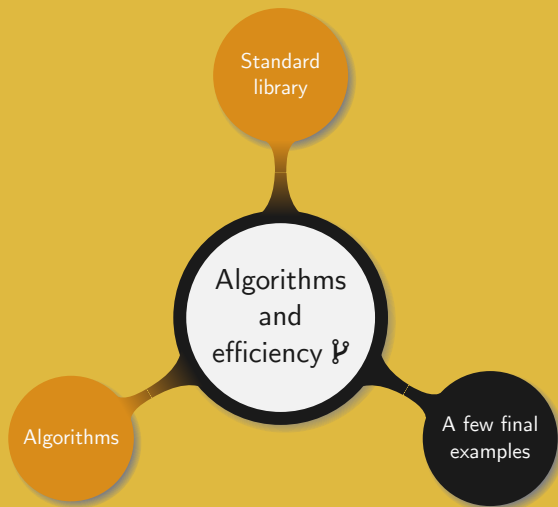 Standard
library
Algorithms
and
efficiency
Algorithms
A few final
examples